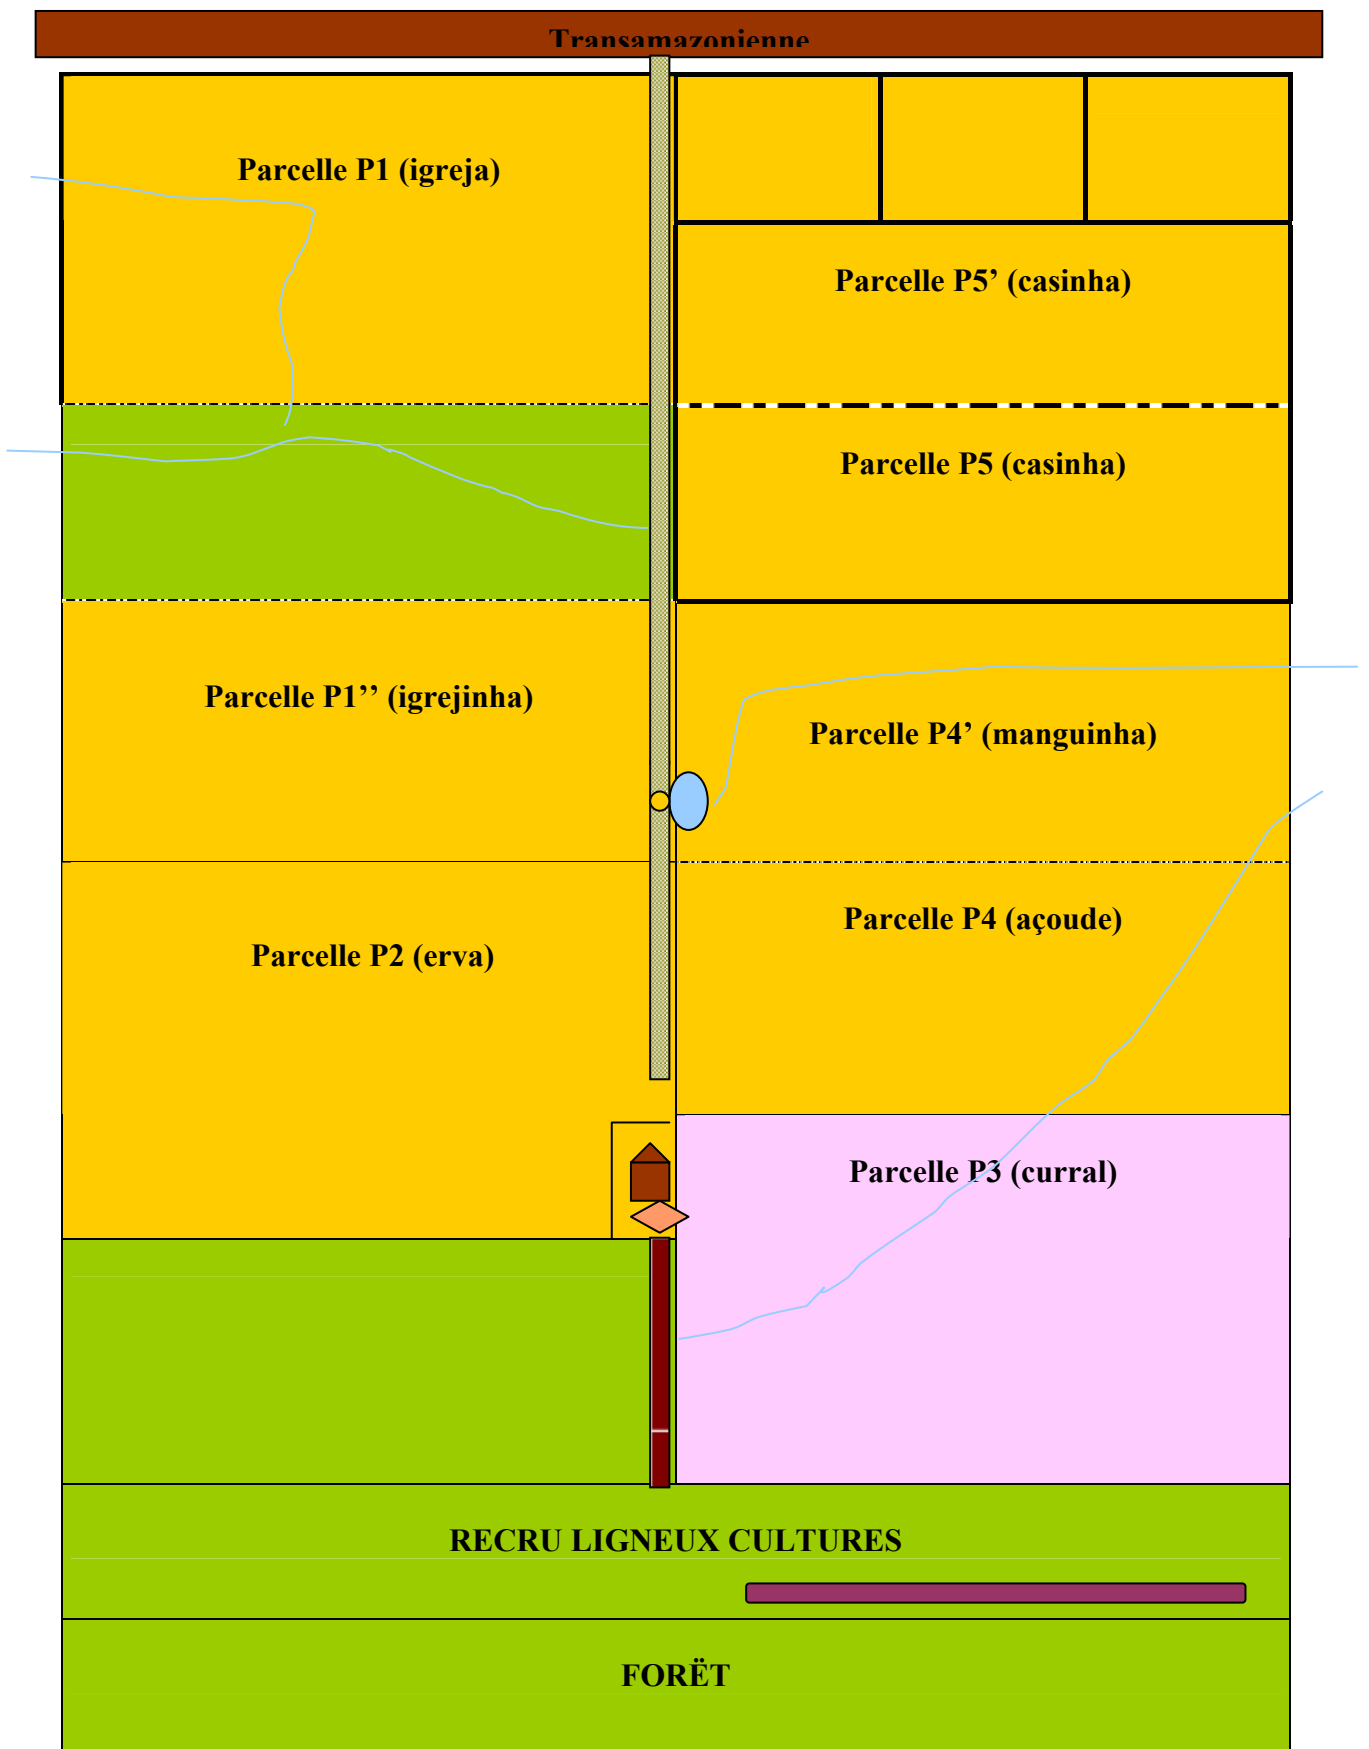 Transamazonienne
Parcelle P1 (igreja)
Parcelle P5’ (casinha)
Parcelle P5 (casinha)
Parcelle P1’’ (igrejinha)
Parcelle P4’ (manguinha)
Parcelle P4 (açoude)
Parcelle P2 (erva)
Parcelle P3 (curral)
RECRU LIGNEUX CULTURES
FORËT